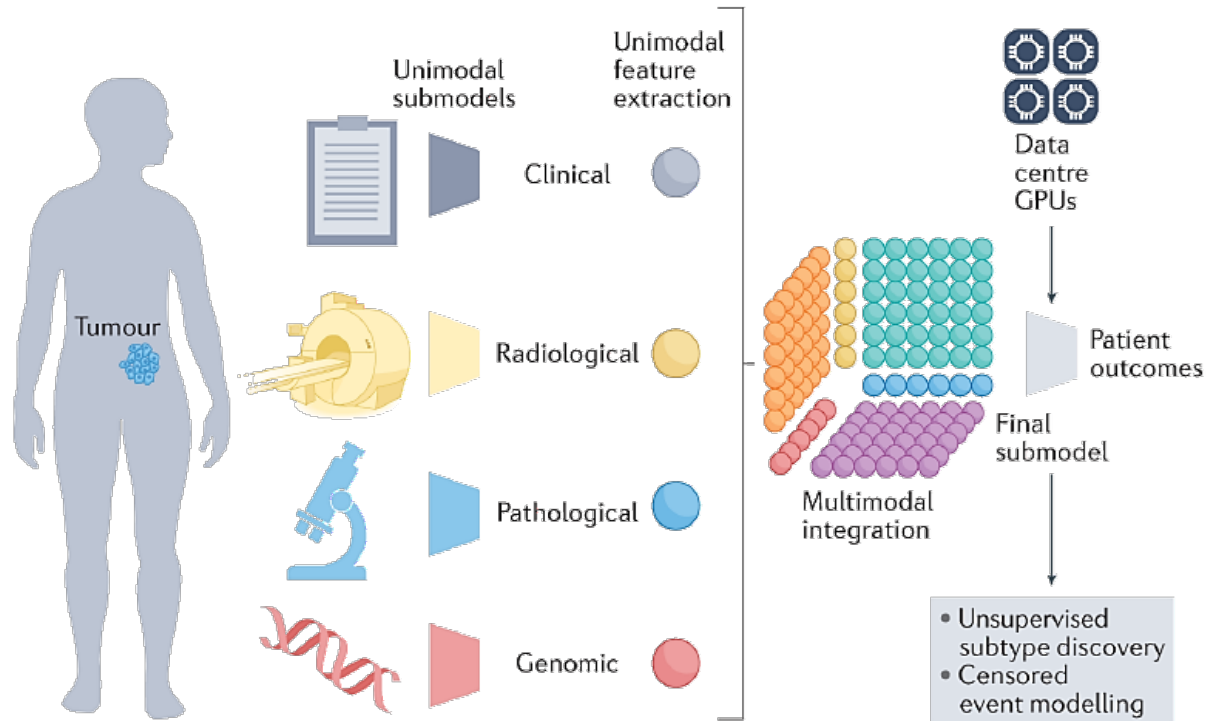 Unimodal
submodels
Unimodal
feature
extraction
Tumour
Clinical
Radiological
Pathological
Genomic
Data
centre
GPUs
Patient
outcomes
Final
submodel
Multimodal
integration
• Unsupervised
subtype discovery
• Censored
event modelling